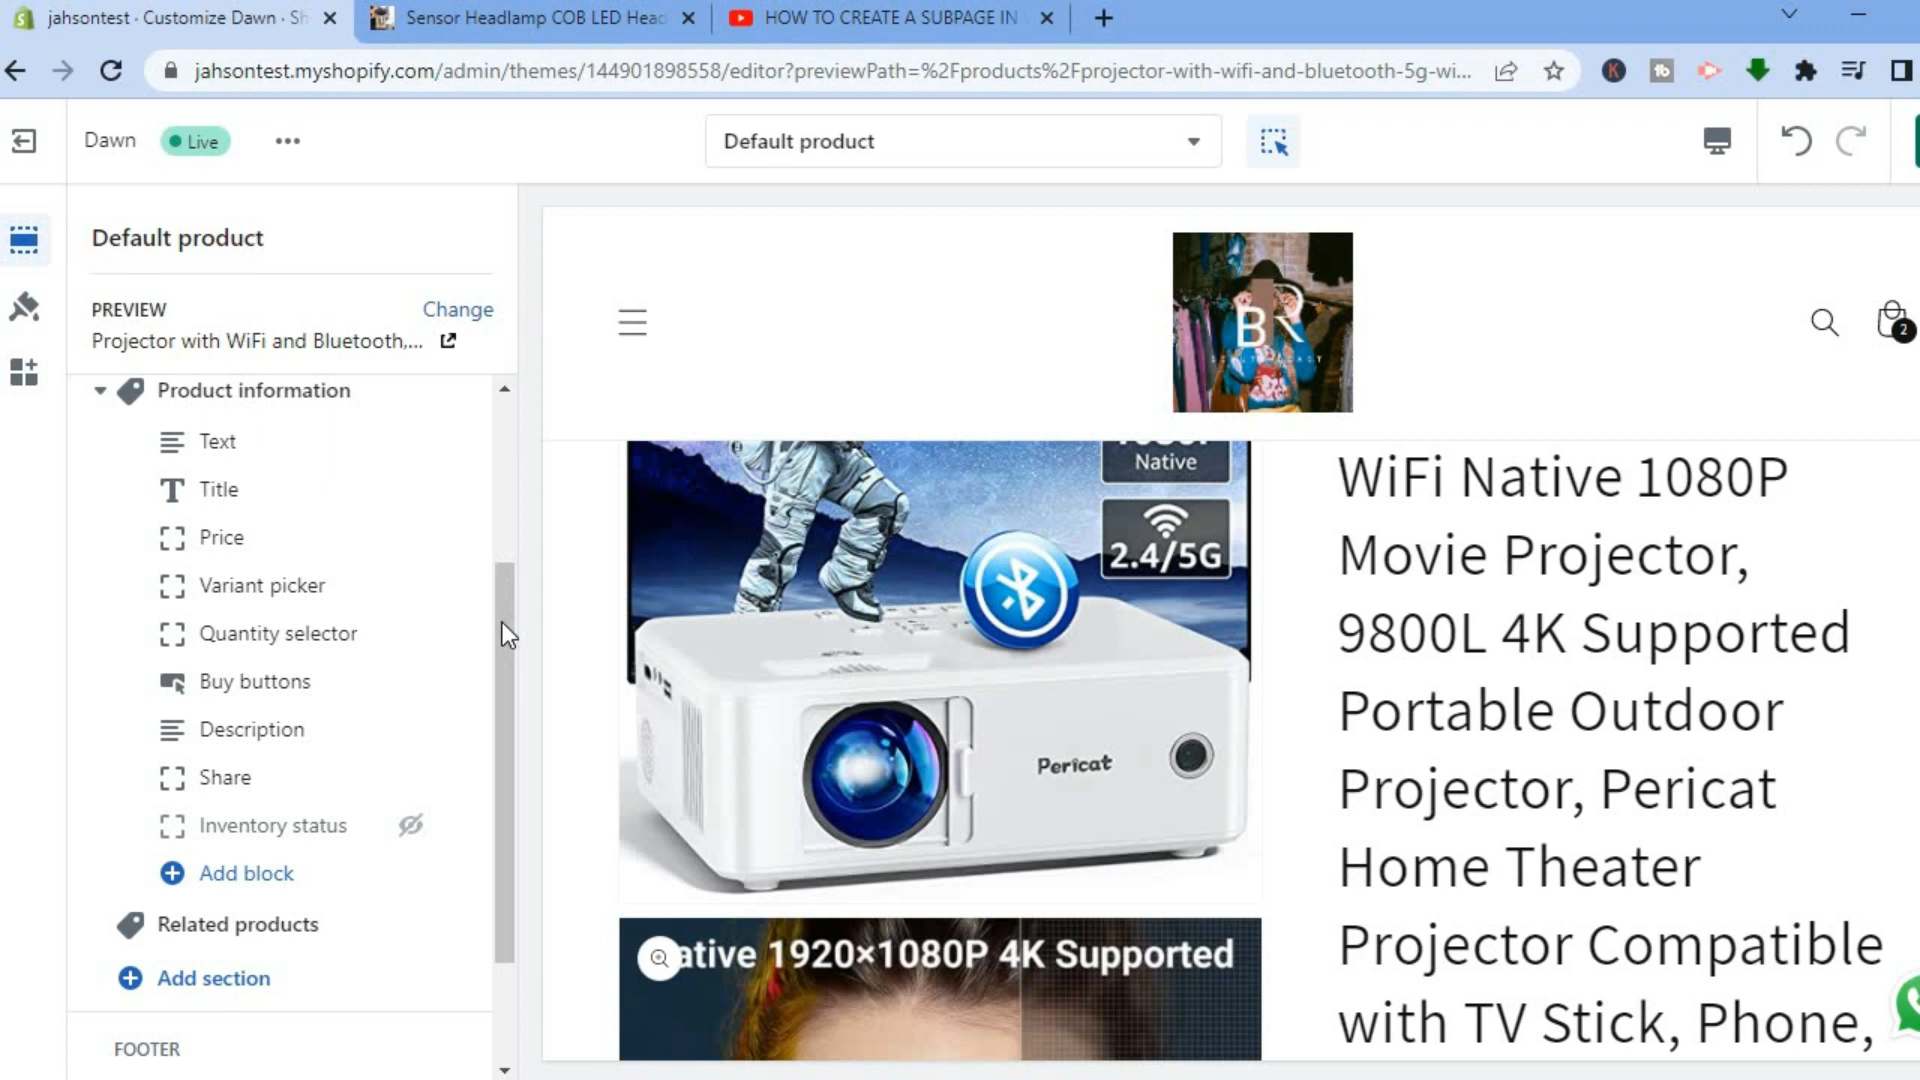 jahsontest · Customize Dawn · Sh
Sensor Headlamp COB LED Head
HOW TO CREATE A SUBPAGE IN
jahsontest.myshopify.com/admin/themes/144901898558/editor?previewPath=%2Fproducts%2Fprojector-with-wifi-and-bluetooth-5g-wi...
Dawn
Live
Default product
Default product
PREVIEW
Change
Projector with WiFi and Bluetooth,...
Product information
Text
Title
Price
Variant picker
Quantity selector
Buy buttons
Description
Share
Inventory status
Add block
Related products
Add section
FOOTER
BR
2
Native
2.4/5G
Pericat
ative 1920×1080P 4K Supported
WiFi Native 1080P
Movie Projector,
9800L 4K Supported
Portable Outdoor
Projector, Pericat
Home Theater
Projector Compatible
with TV Stick, Phone,